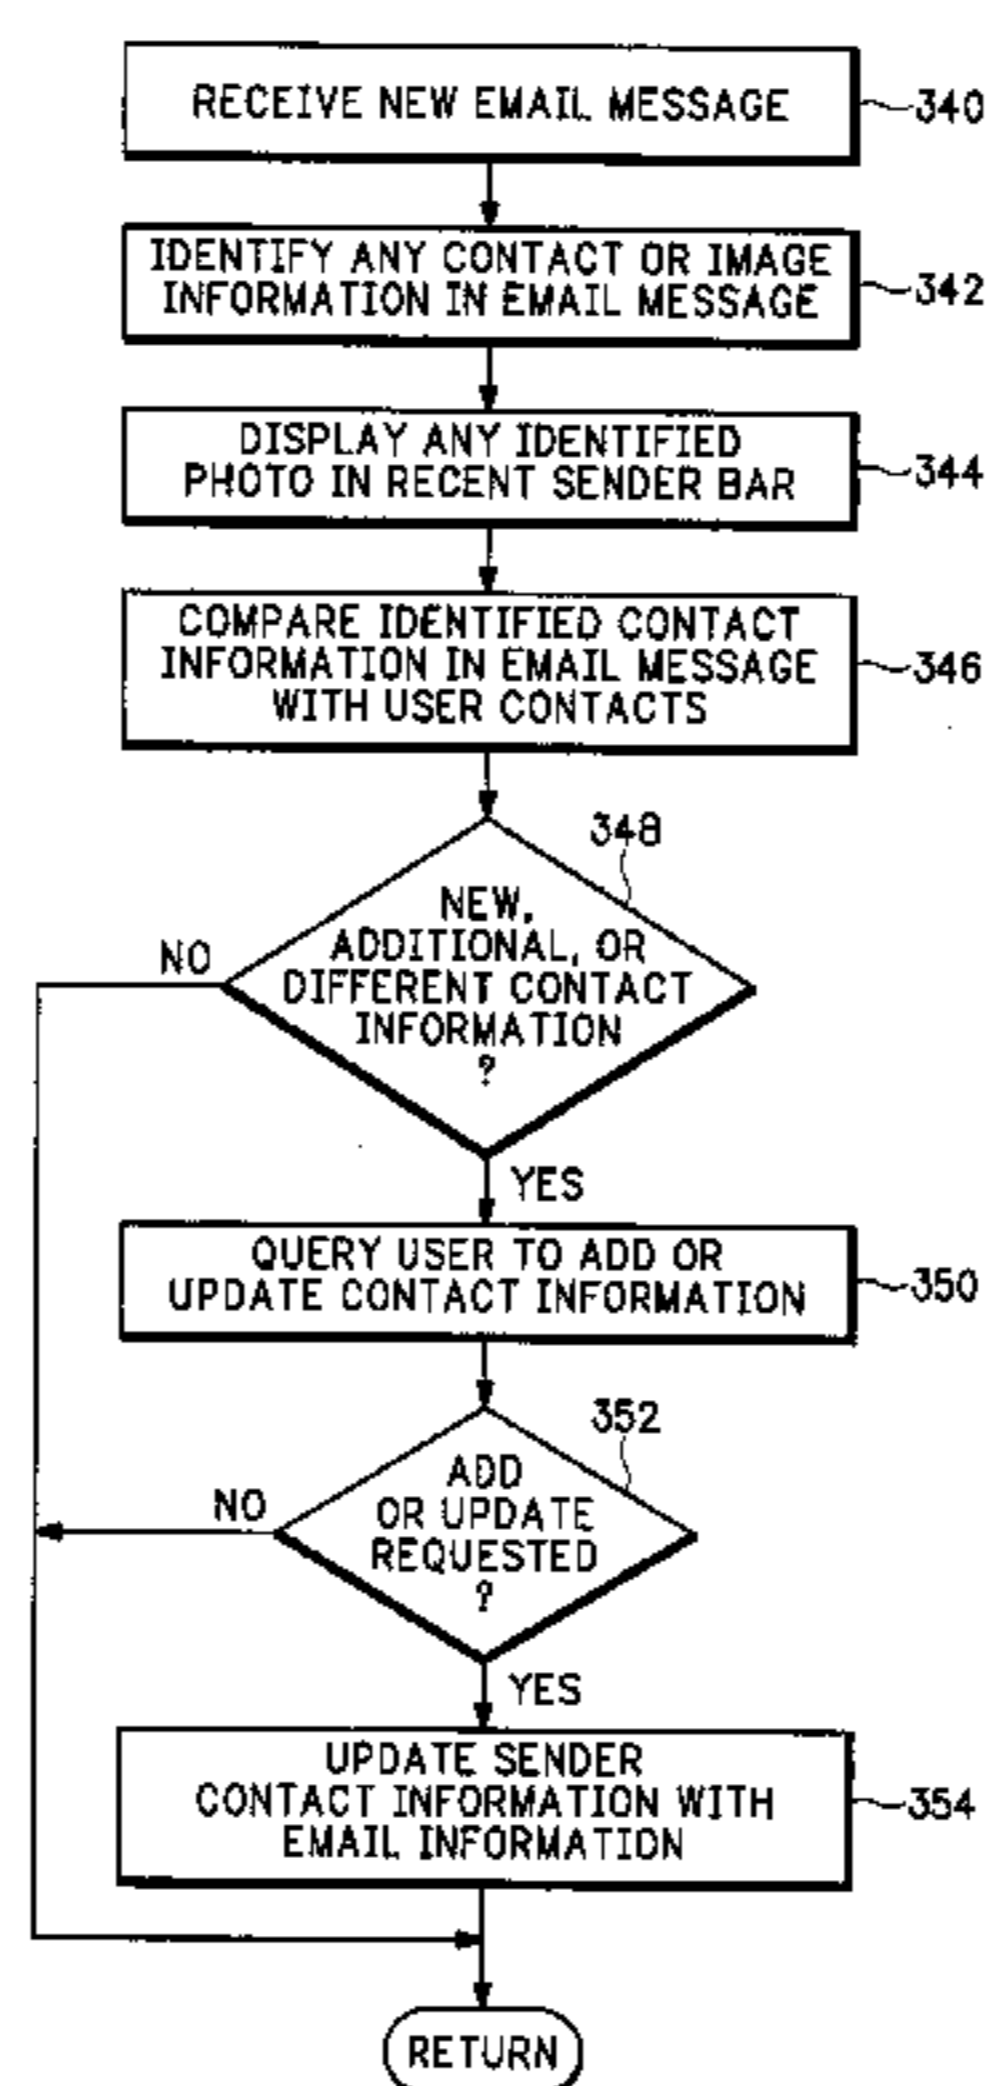 RECEIVE NEW EMAIL MESSAGE
340
IDENTIFY ANY CONTACT OR IMAGE
INFORMATION IN EMAIL MESSAGE
342
DISPLAY ANY IDENTIFIED
PHOTO IN RECENT SENDER BAR
344
COMPARE IDENTIFIED CONTACT
INFORMATION IN EMAIL MESSAGE
WITH USER CONTACTS
346
348
NEW,
ADDITIONAL, OR
DIFFERENT CONTACT
INFORMATION
?
NO
YES
QUERY USER TO ADD OR
UPDATE CONTACT INFORMATION
350
352
ADD
OR UPDATE
REQUESTED
?
NO
YES
UPDATE SENDER
CONTACT INFORMATION WITH
EMAIL INFORMATION
354
RETURN